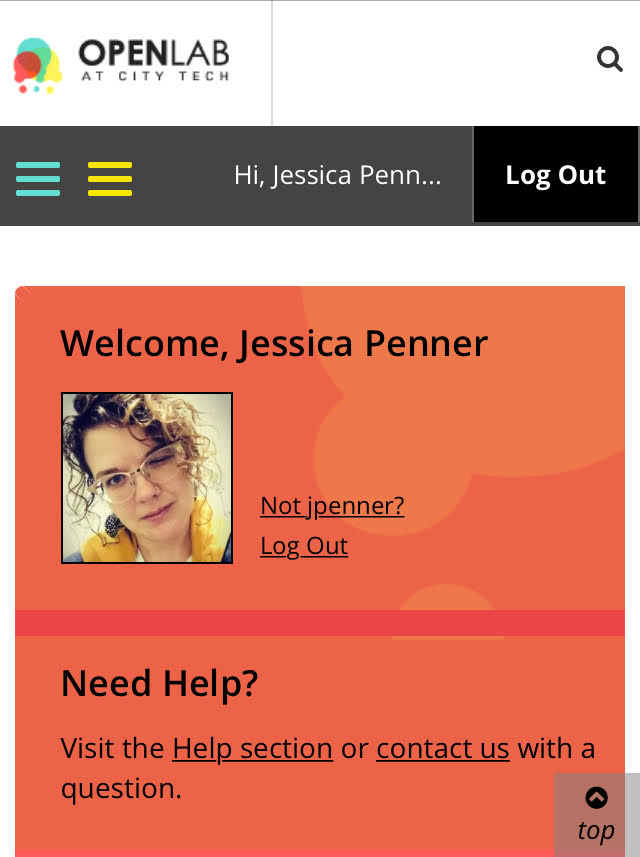 OPENLAB
AT CITY TECH
Hi, Jessica Penn...
Log Out
Welcome, Jessica Penner
Not jpenner?
Log Out
Need Help?
Visit the Help section or contact us with a
question.
top